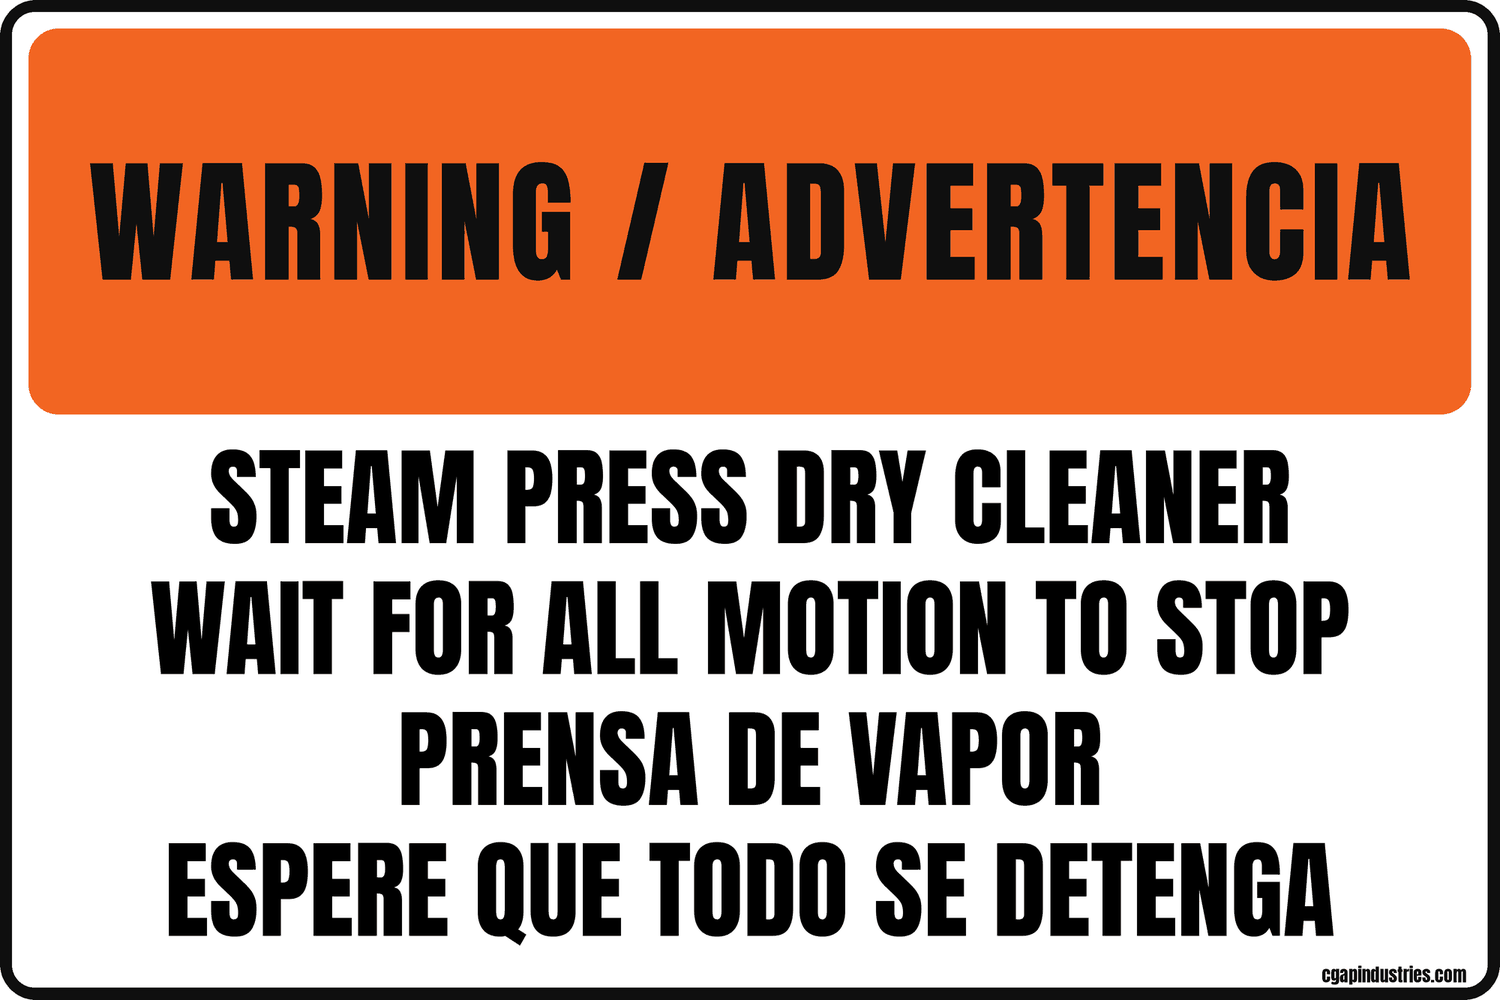 WARNING / ADVERTENCIA
STEAM PRESS DRY CLEANER
WAIT FOR ALL MOTION TO STOP
PRENSA DE VAPOR
ESPERE QUE TODO SE DETENGA
cgapindustries.com